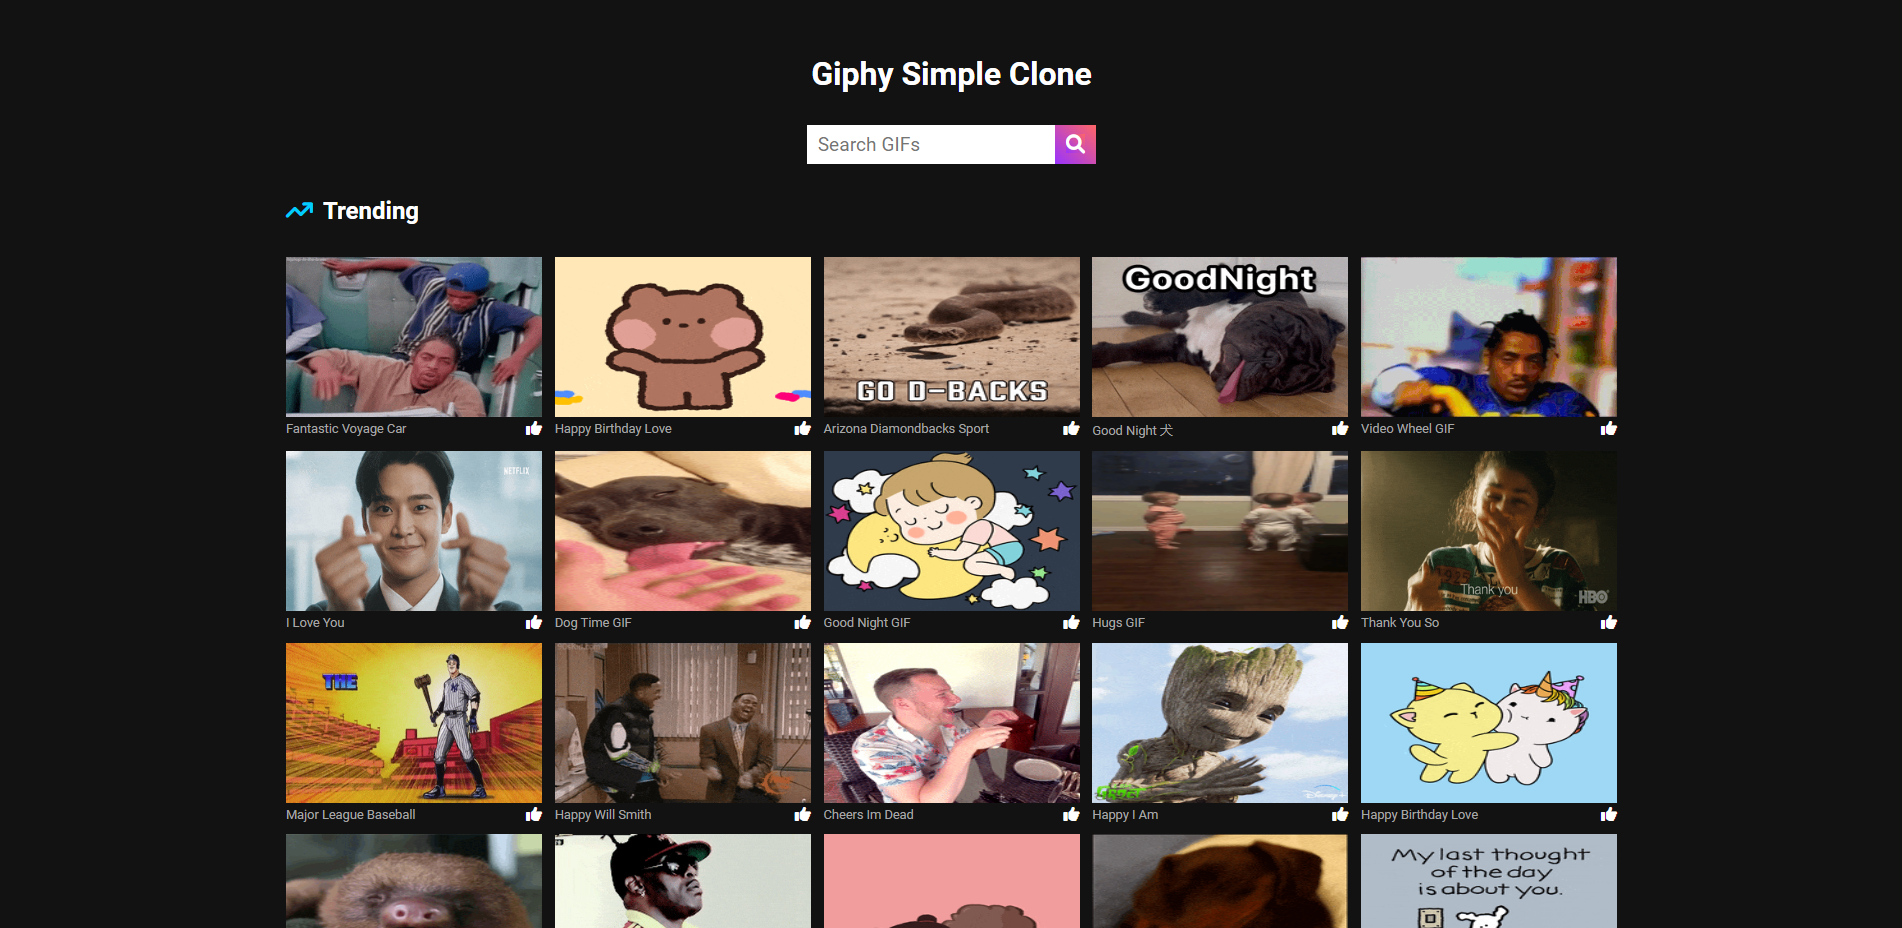 Giphy Simple Clone
Search GIFs
Trending
GoodNight
GO D-BACKS
Fantastic Voyage Car
Happy Birthday Love
Arizona Diamondbacks Sport
Good Night 犬
Video Wheel GIF
NETFLIX
Thank you
HBO
I Love You
Dog Time GIF
Good Night GIF
Hugs GIF
Thank You So
THE
Disney+
Major League Baseball
Happy Will Smith
Cheers Im Dead
Happy I Am
Happy Birthday Love
My last thought
of the day
is about you.